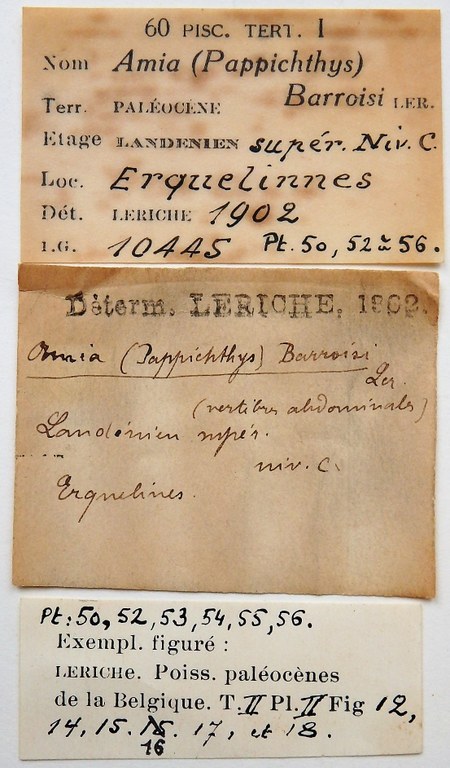 60 PISC. TERT. I
Nom Amia (Pappichthys)
Barroisi LER.
Terr. PALÉOCÈNE
Etage LANDENIEN supér. Niv. C.
Loc. Erquelinnes
Dét. LERICHE 1902
I.G. 10445 Pt. 50, 52 à 56.
Déterm. LERICHE, 1902.
Amia (Pappichthys) Barroisi
Ler.
(vertibres abdominales)
Landénien supér.
niv. C.
Erquelines.
Pt: 50, 52, 53, 54, 55, 56.
Exempl. figuré :
LERICHE. Poiss. paléocènes
de la Belgique. T. II Pl. II Fig 12,
14, 15. 16. 17, et 18.